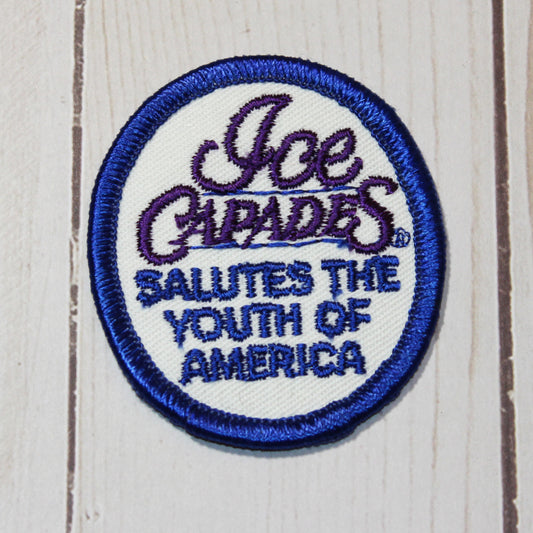 Ice
CAPADES®
SALUTES THE
YOUTH OF
AMERICA